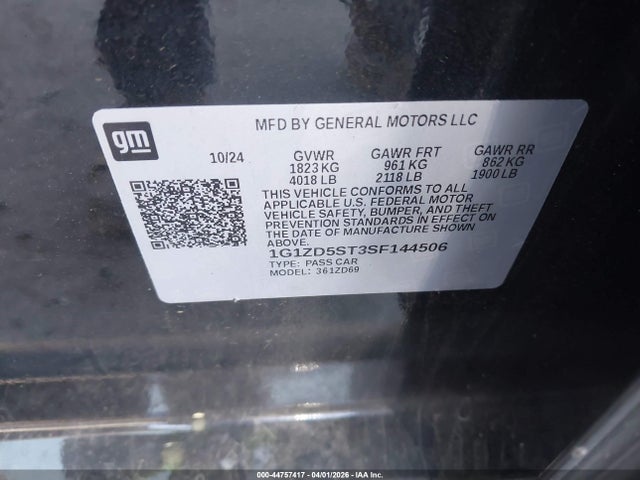 gm
MFD BY GENERAL MOTORS LLC
10/24
GVWR GAWR FRT GAWR RR
1823 KG 961 KG 862 KG
4018 LB 2118 LB 1900 LB
THIS VEHICLE CONFORMS TO ALL
APPLICABLE U.S. FEDERAL MOTOR
VEHICLE SAFETY, BUMPER, AND THEFT
PREVENTION STANDARDS IN EFFECT ON
THE DATE OF MANUFACTURE SHOWN
ABOVE.
1G1ZD5ST3SF144506
TYPE: PASS CAR
MODEL: 361ZD69
000-44757417 - 04/01/2026 - IAA Inc.